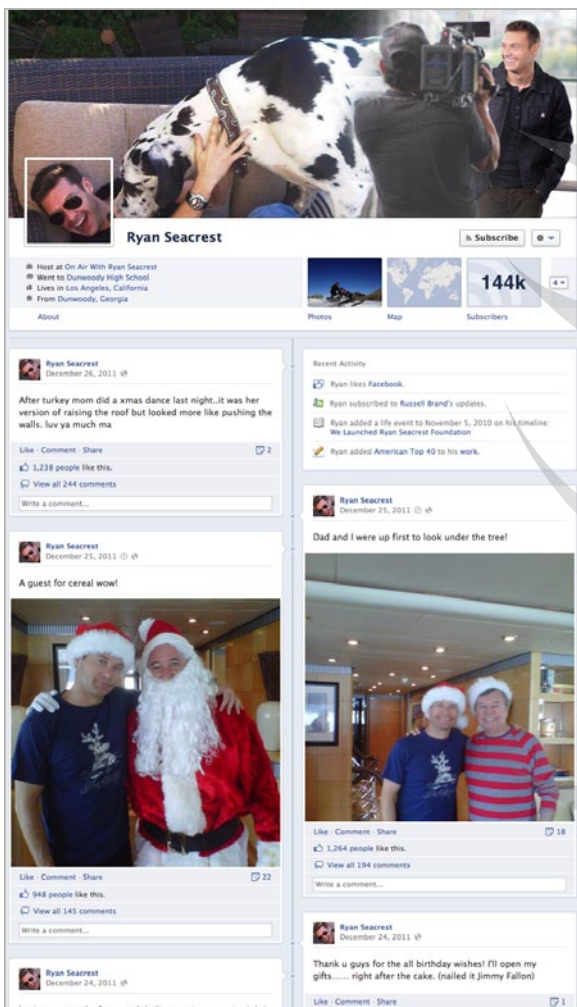 Ryan Seacrest
Subscribe
Host at On Air With Ryan Seacrest
Went to Dunwoody High School
Lives in Los Angeles, California
From Dunwoody, Georgia
About
144k
4
Photos
Map
Subscribers
Ryan Seacrest
December 26, 2011
After turkey mom did a xmas dance last night..it was her
version of raising the roof but looked more like pushing the
walls. luv ya much ma
Like · Comment · Share
2
1,238 people like this.
View all 244 comments
Write a comment...
Recent Activity
Ryan likes Facebook.
Ryan subscribed to Russell Brand's updates.
Ryan added a life event to November 5, 2010 on his timeline:
We Launched Ryan Seacrest Foundation
Ryan added American Top 40 to his work.
Ryan Seacrest
December 25, 2011
A guest for cereal wow!
Like · Comment · Share
22
948 people like this.
View all 145 comments
Write a comment...
Ryan Seacrest
December 25, 2011
Dad and I were up first to look under the tree!
Like · Comment · Share
18
1,264 people like this.
View all 194 comments
Write a comment...
Ryan Seacrest
December 24, 2011
Ryan Seacrest
December 24, 2011
Thank u guys for the all birthday wishes! I'll open my
gifts...... right after the cake. (nailed it Jimmy Fallon)
Like · Comment · Share
1